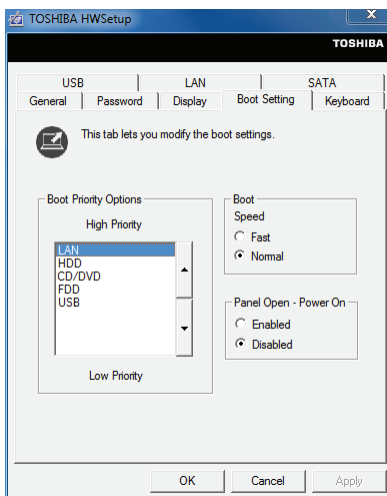 TOSHIBA HWSetup
TOSHIBA
USB LAN SATA
General Password Display Boot Setting Keyboard
This tab lets you modify the boot settings.
Boot Priority Options
High Priority
LAN
HDD
CD/DVD
FDD
USB
Low Priority
Boot
Speed
Fast
Normal
Panel Open - Power On
Enabled
Disabled
OK Cancel Apply